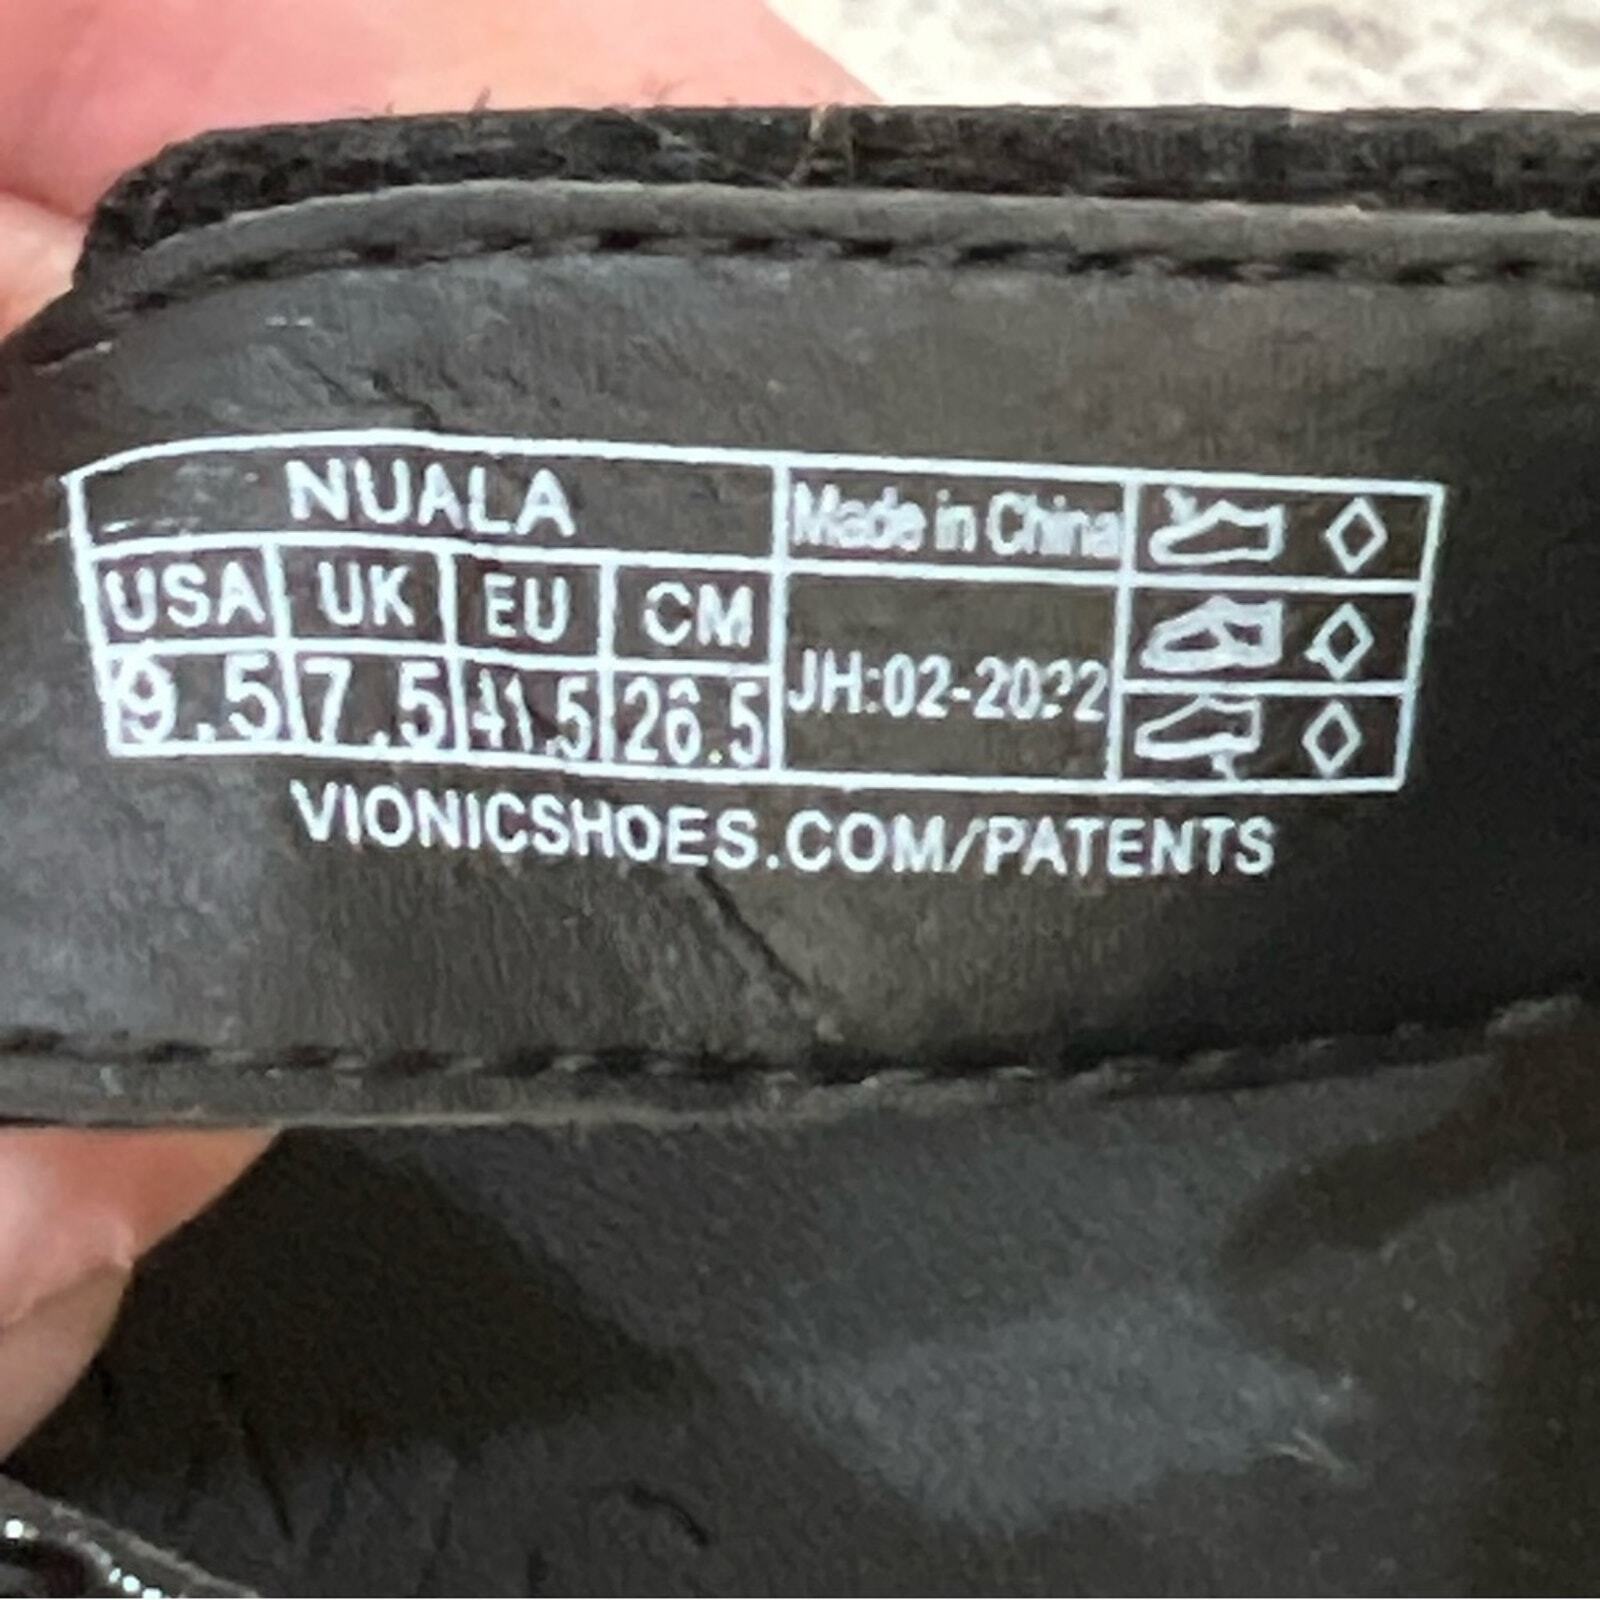 NUALA Made in China
USA UK EU CM
9.5 7.5 41.5 26.5 JH:02-2022
VIONICSHOES.COM/PATENTS